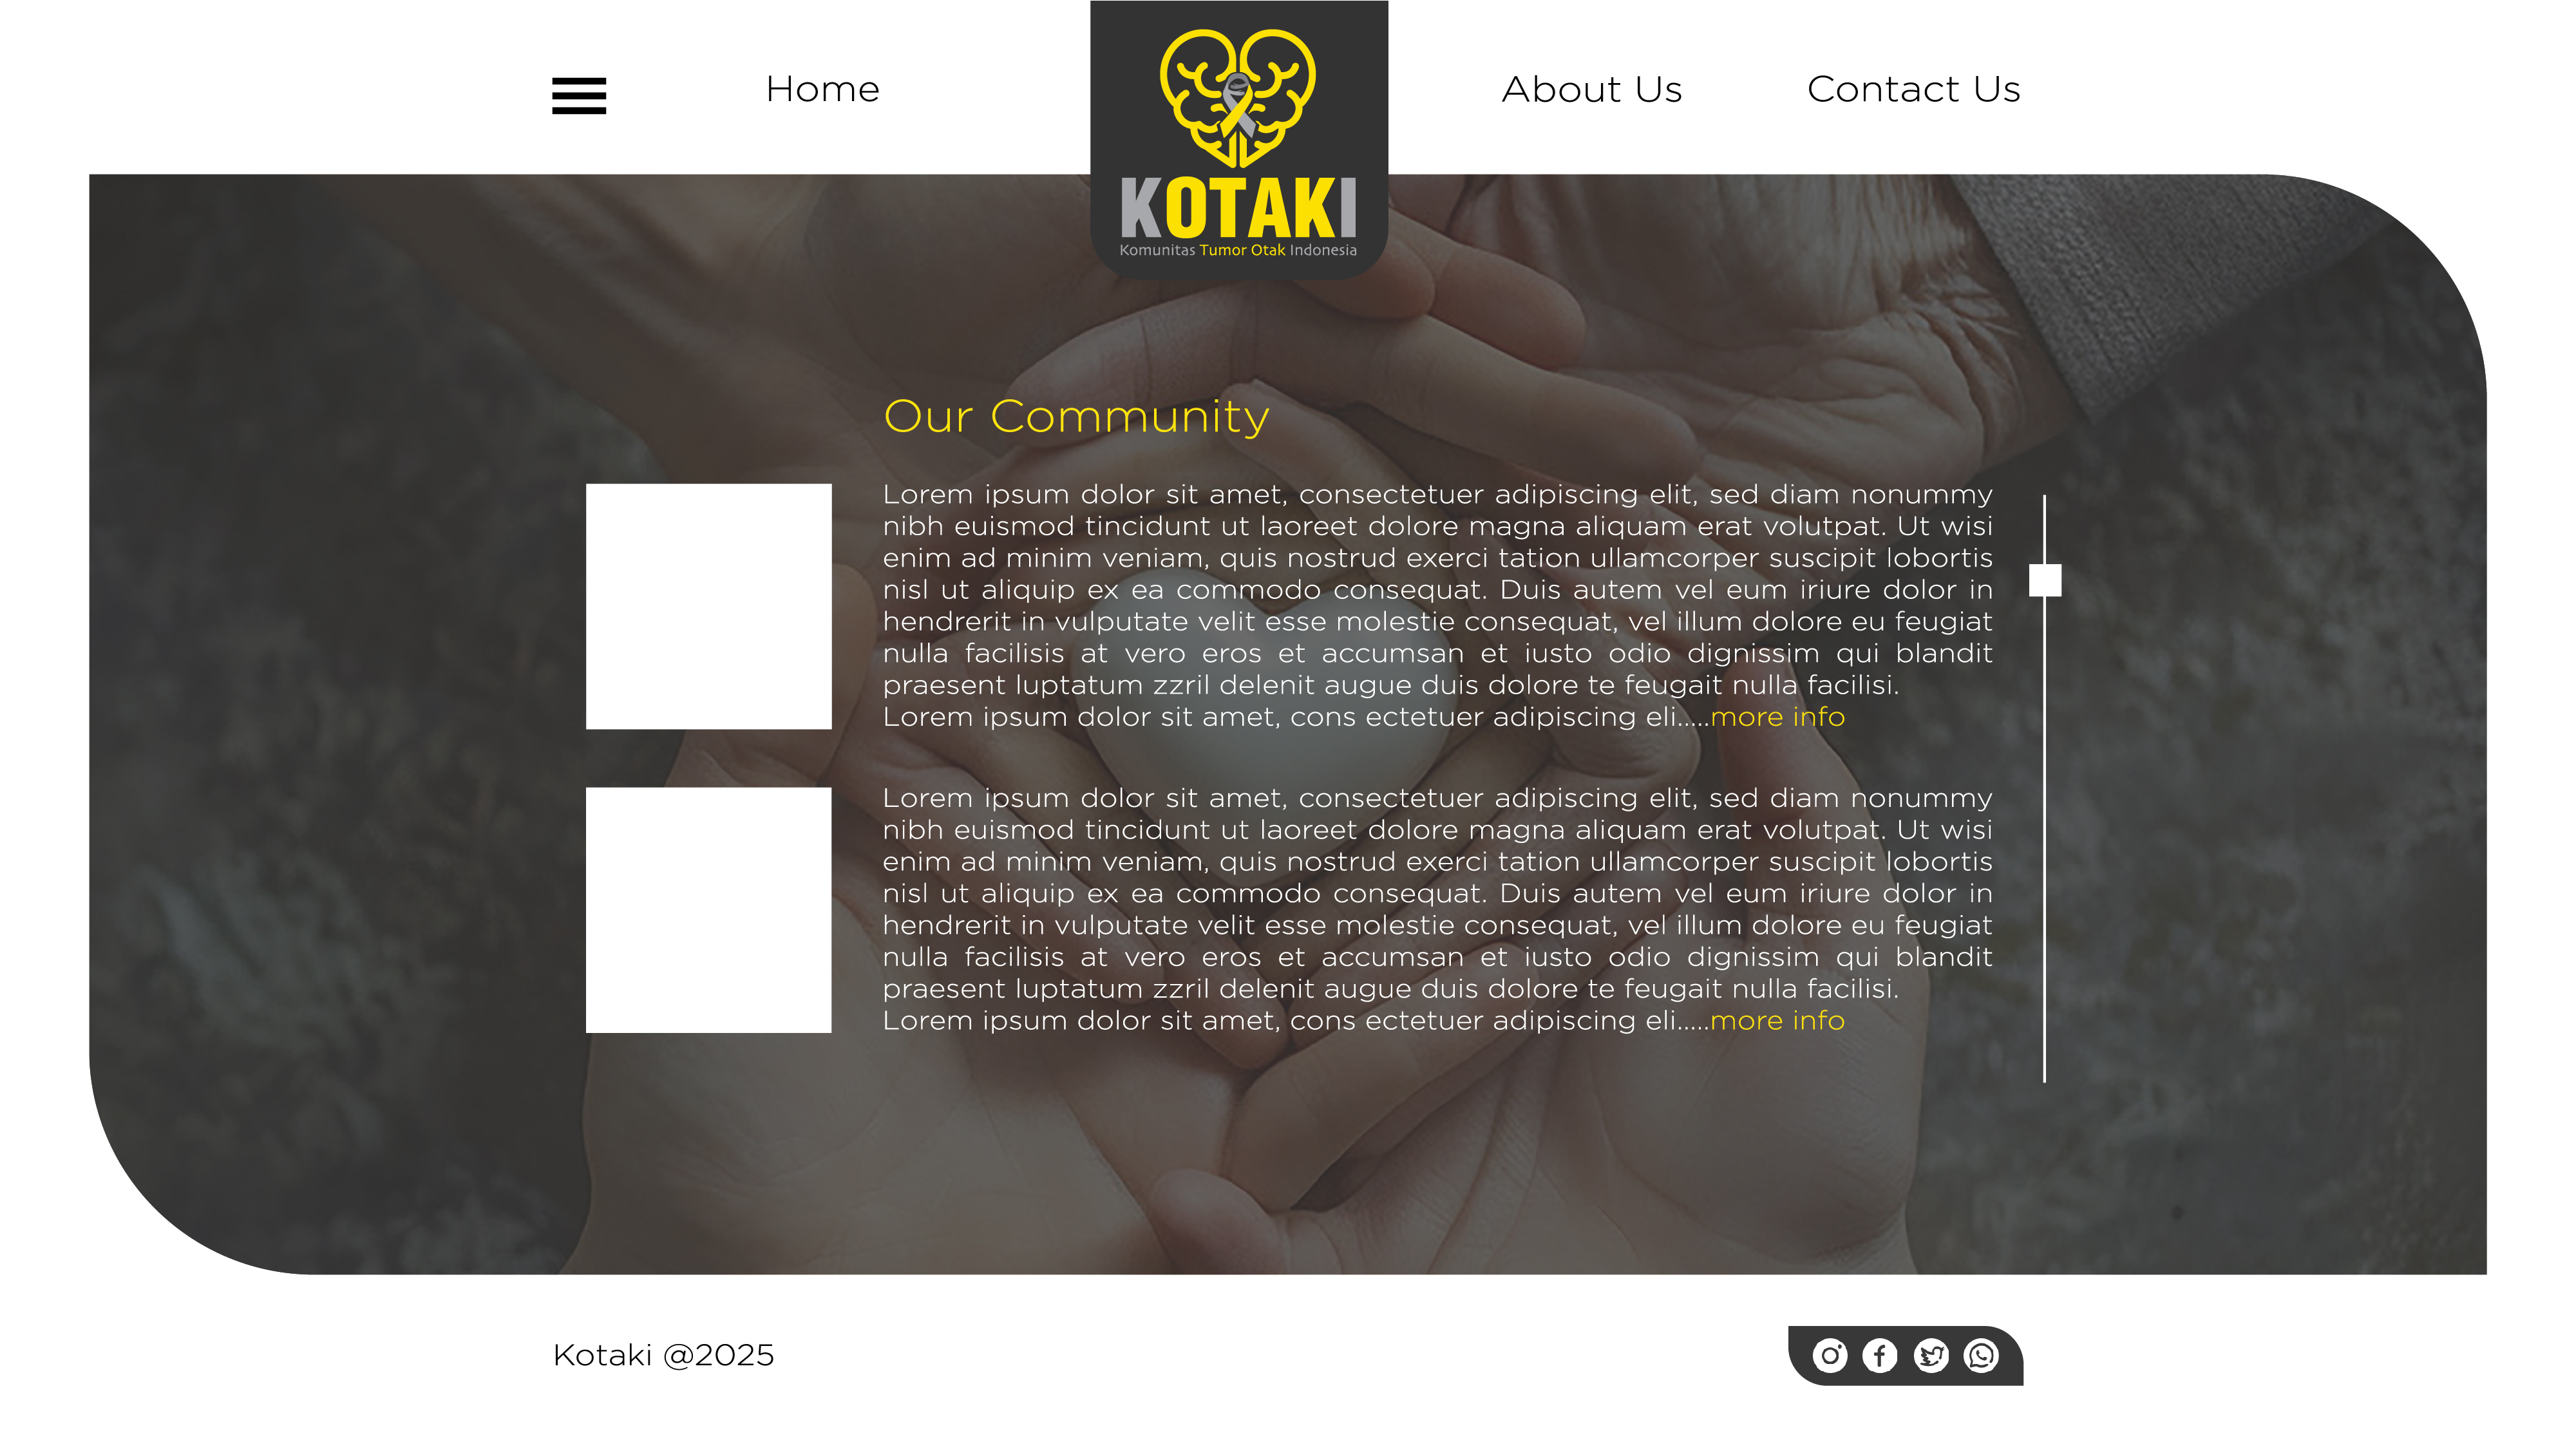 Home
KOTAKI
Komunitas Tumor Otak Indonesia
About Us
Contact Us
Our Community
Lorem ipsum dolor sit amet, consectetuer adipiscing elit, sed diam nonummy
nibh euismod tincidunt ut laoreet dolore magna aliquam erat volutpat. Ut wisi
enim ad minim veniam, quis nostrud exerci tation ullamcorper suscipit lobortis
nisl ut aliquip ex ea commodo consequat. Duis autem vel eum iriure dolor in
hendrerit in vulputate velit esse molestie consequat, vel illum dolore eu feugiat
nulla facilisis at vero eros et accumsan et iusto odio dignissim qui blandit
praesent luptatum zzril delenit augue duis dolore te feugait nulla facilisi.
Lorem ipsum dolor sit amet, cons ectetuer adipiscing eli.....more info
Lorem ipsum dolor sit amet, consectetuer adipiscing elit, sed diam nonummy
nibh euismod tincidunt ut laoreet dolore magna aliquam erat volutpat. Ut wisi
enim ad minim veniam, quis nostrud exerci tation ullamcorper suscipit lobortis
nisl ut aliquip ex ea commodo consequat. Duis autem vel eum iriure dolor in
hendrerit in vulputate velit esse molestie consequat, vel illum dolore eu feugiat
nulla facilisis at vero eros et accumsan et iusto odio dignissim qui blandit
praesent luptatum zzril delenit augue duis dolore te feugait nulla facilisi.
Lorem ipsum dolor sit amet, cons ectetuer adipiscing eli.....more info
Kotaki @2025